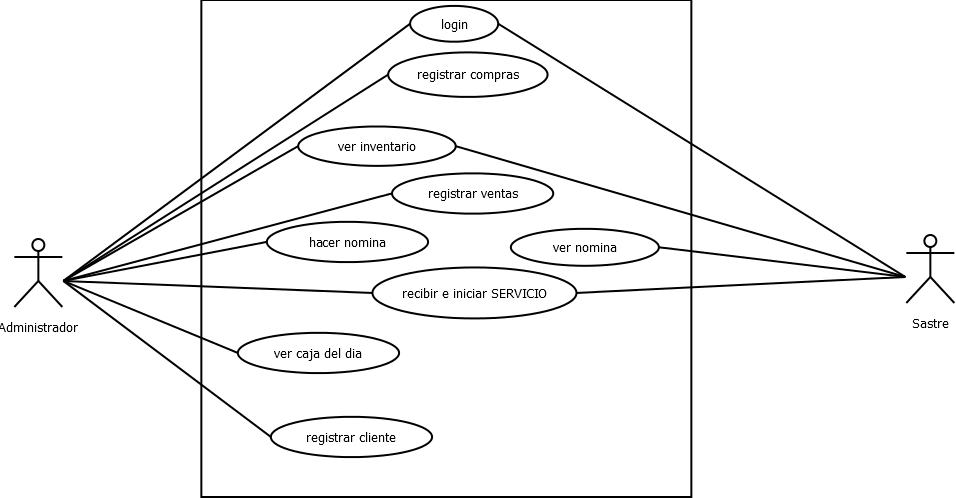 login
registrar compras
ver inventario
registrar ventas
hacer nomina
ver nomina
recibir e iniciar SERVICIO
Administrador
Sastre
ver caja del dia
registrar cliente